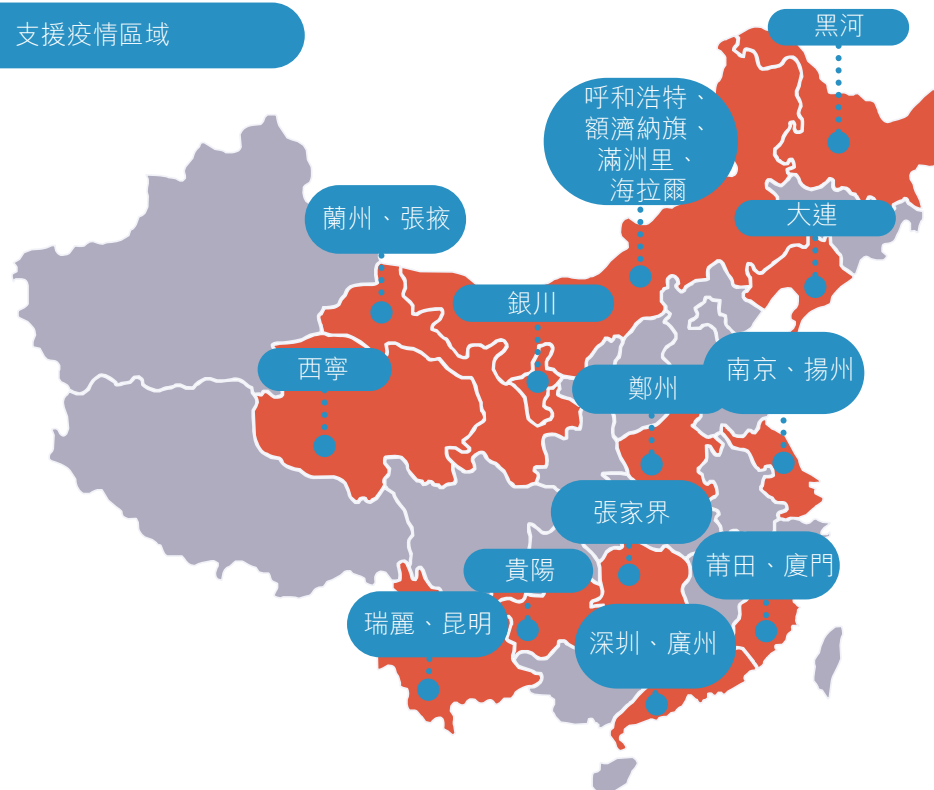 支援疫情區域
黑河
呼和浩特、
額濟納旗、
滿洲里、
海拉爾
蘭州、張掖
大連
銀川
西寧
鄭州
南京、揚州
張家界
貴陽
莆田、廈門
瑞麗、昆明
深圳、廣州